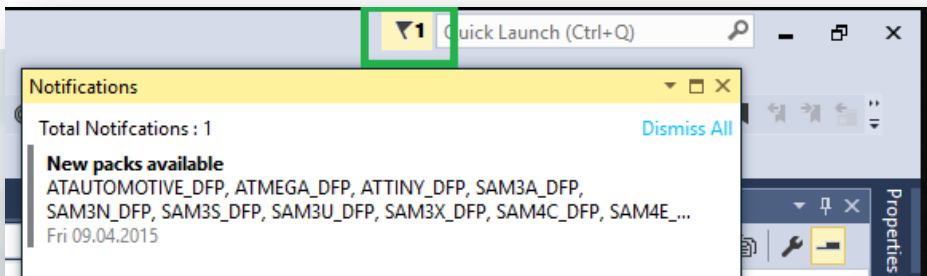 1
Quick Launch (Ctrl+Q)
Notifications
Total Notifcations : 1
Dismiss All
New packs available
ATAUTOMOTIVE_DFP, ATMEGA_DFP, ATTINY_DFP, SAM3A_DFP,
SAM3N_DFP, SAM3S_DFP, SAM3U_DFP, SAM3X_DFP, SAM4C_DFP, SAM4E_...
Fri 09.04.2015
Properties